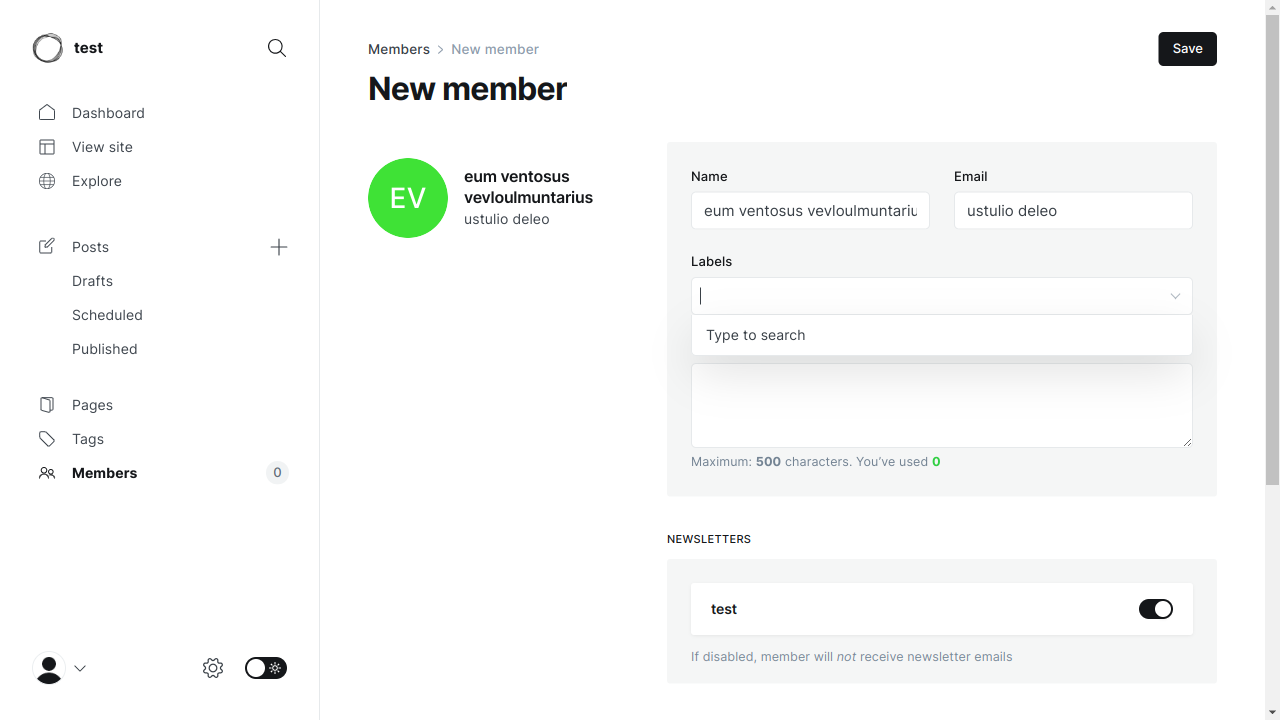 test
Dashboard
View site
Explore
Posts
Drafts
Scheduled
Published
Pages
Tags
Members
0
Members
New member
Save
New member
EV
eum ventosus
vevloulmuntarius
ustulio deleo
Name
Email
eum ventosus vevloulmuntariu
ustulio deleo
Labels
Type to search
Maximum: 500 characters. You've used 0
NEWSLETTERS
test
If disabled, member will not receive newsletter emails